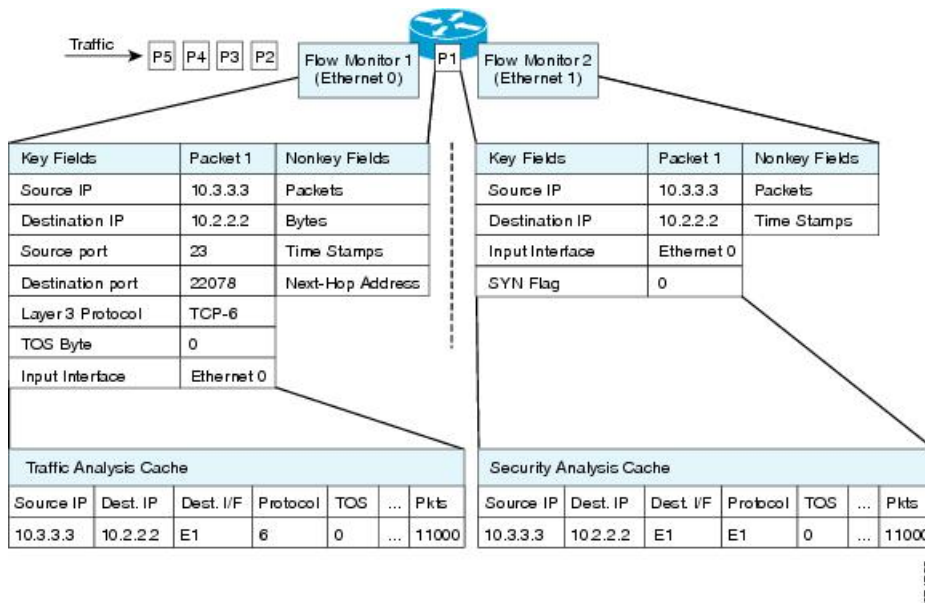 Traffic
P5 P4 P3 P2
Flow Monitor 1
(Ethernet 0)
P1
Flow Monitor 2
(Ethernet 1)
Key Fields Packet 1 Nonkey Fields
Source IP 10.3.3.3 Packets
Destination IP 10.2.2.2 Bytes
Source port 23 Time Stamps
Destination port 22078 Next-Hop Address
Layer 3 Protocol TCP-6
TOS Byte 0
Input Interface Ethernet 0
Key Fields Packet 1 Nonkey Fields
Source IP 10.3.3.3 Packets
Destination IP 10.2.2.2 Time Stamps
Input Interface Ethernet 0
SYN Flag 0
Traffic Analysis Cache
Source IP Dest. IP Dest. I/F Protocol TOS ... Pkts
10.3.3.3 10.2.2.2 E1 6 0 ... 11000
Security Analysis Cache
Source IP Dest. IP Dest. I/F Protocol TOS ... Pkts
10.3.3.3 10.2.2.2 E1 E1 0 ... 11000